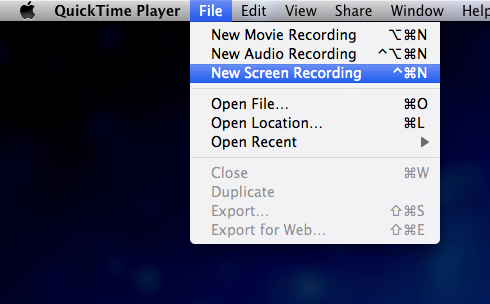 QuickTime Player File Edit View Share Window Help
New Movie Recording ⌥⌘N
New Audio Recording ^⌥⌘N
New Screen Recording ^⌘N
Open File... ⌘O
Open Location... ⌘L
Open Recent ▶
Close ⌘W
Duplicate
Export... ⇧⌘S
Export for Web... ⇧⌘E